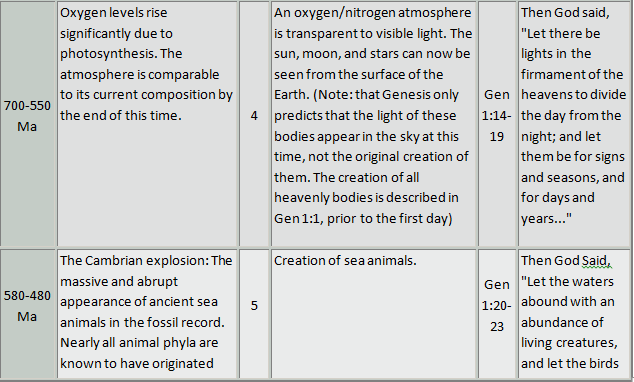 700-550
Ma
Oxygen levels rise
significantly due to
photosynthesis. The
atmosphere is comparable
to its current composition by
the end of this time.
4
An oxygen/nitrogen atmosphere
is transparent to visible light. The
sun, moon, and stars can now be
seen from the surface of the
Earth. (Note: that Genesis only
predicts that the light of these
bodies appear in the sky at this
time, not the original creation of
them. The creation of all
heavenly bodies is described in
Gen 1:1, prior to the first day)
Gen
1:14-
19
Then God said,
"Let there be
lights in the
firmament of the
heavens to divide
the day from the
night; and let
them be for signs
and seasons, and
for days and
years..."
580-480
Ma
The Cambrian explosion: The
massive and abrupt
appearance of ancient sea
animals in the fossil record.
Nearly all animal phyla are
known to have originated
5
Creation of sea animals.
Gen
1:20-
23
Then God Said,
"Let the waters
abound with an
abundance of
living creatures,
and let the birds